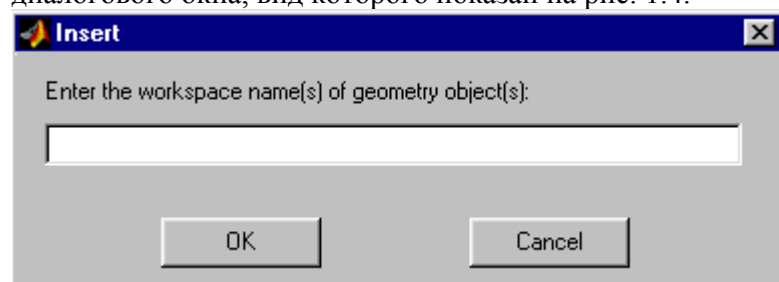 диалогового окна, вид которого показан на рис. 1.4.
Insert
Enter the workspace name(s) of geometry object(s):
OK Cancel